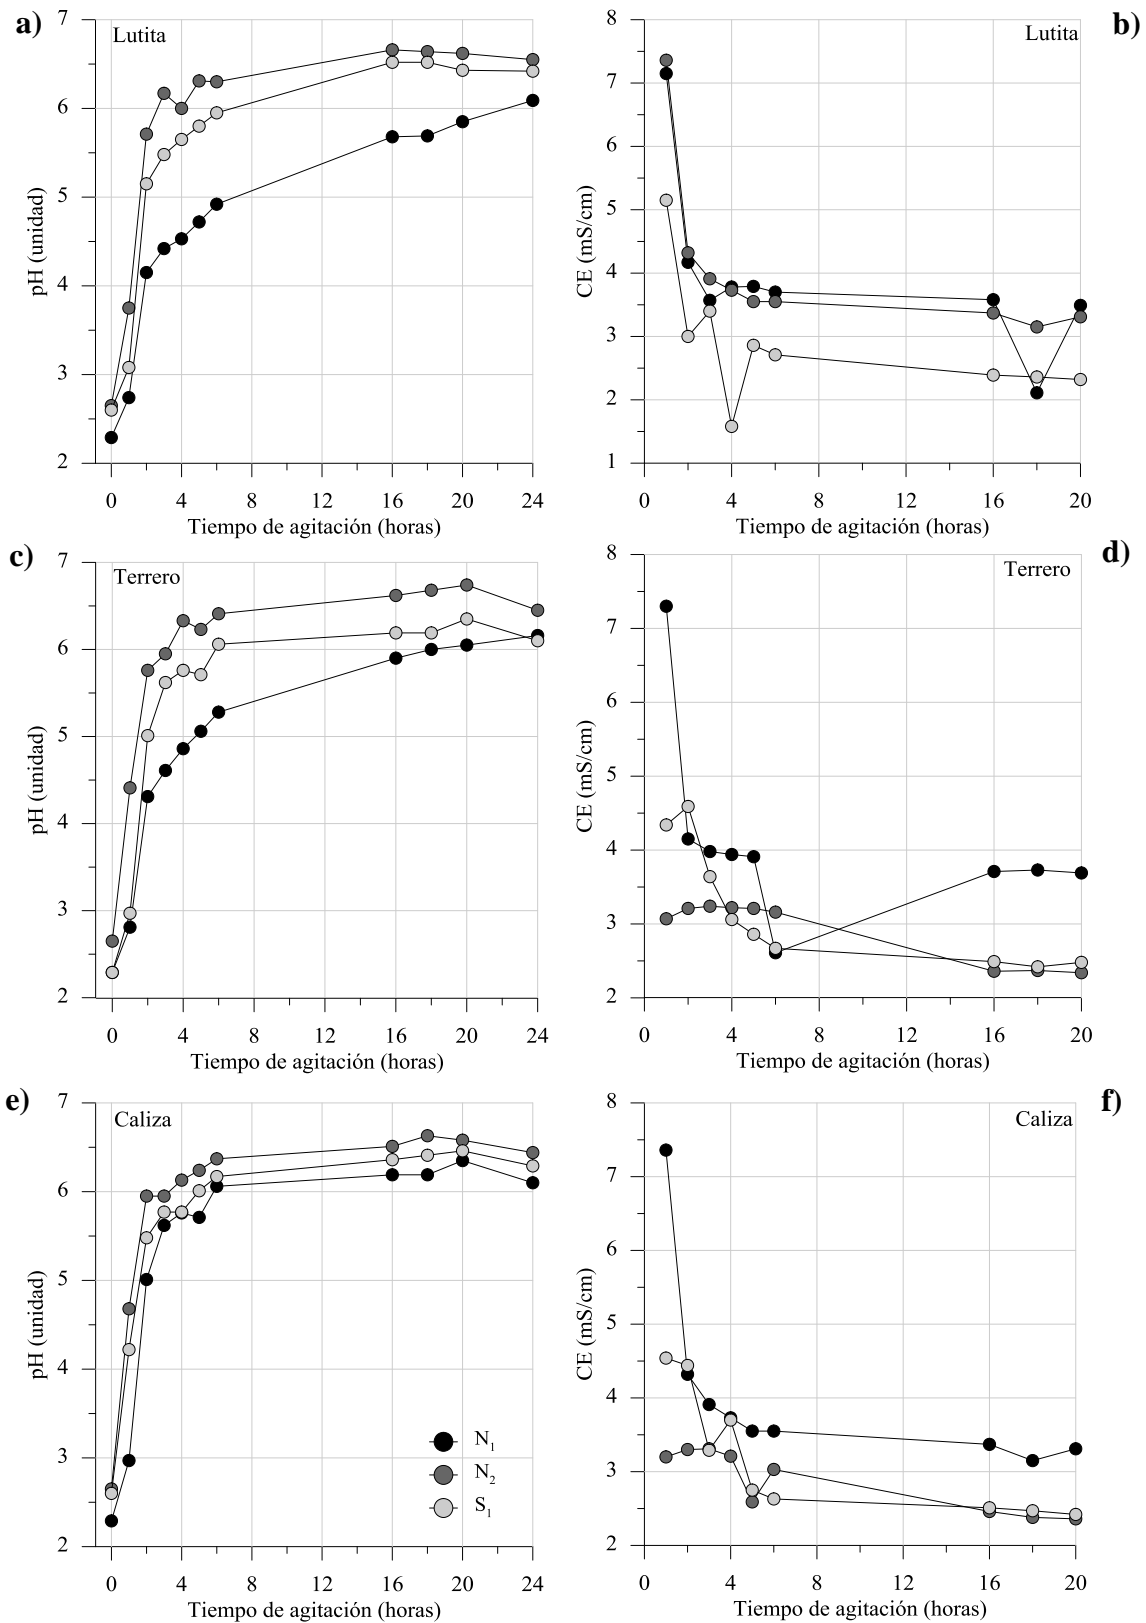 a)
Lutita
7
6
5
4
3
2
pH (unidad)
0 4 8 12 16 20 24
Tiempo de agitación (horas)
b)
Lutita
8
7
6
5
4
3
2
1
CE (mS/cm)
0 4 8 12 16 20
Tiempo de agitación (horas)
c)
Terrero
7
6
5
4
3
2
pH (unidad)
0 4 8 12 16 20 24
Tiempo de agitación (horas)
d)
Terrero
8
7
6
5
4
3
2
CE (mS/cm)
0 4 8 12 16 20
Tiempo de agitación (horas)
e)
Caliza
7
6
5
4
3
2
pH (unidad)
N₁
N₂
S₁
0 4 8 12 16 20 24
Tiempo de agitación (horas)
f)
Caliza
8
7
6
5
4
3
2
CE (mS/cm)
0 4 8 12 16 20
Tiempo de agitación (horas)